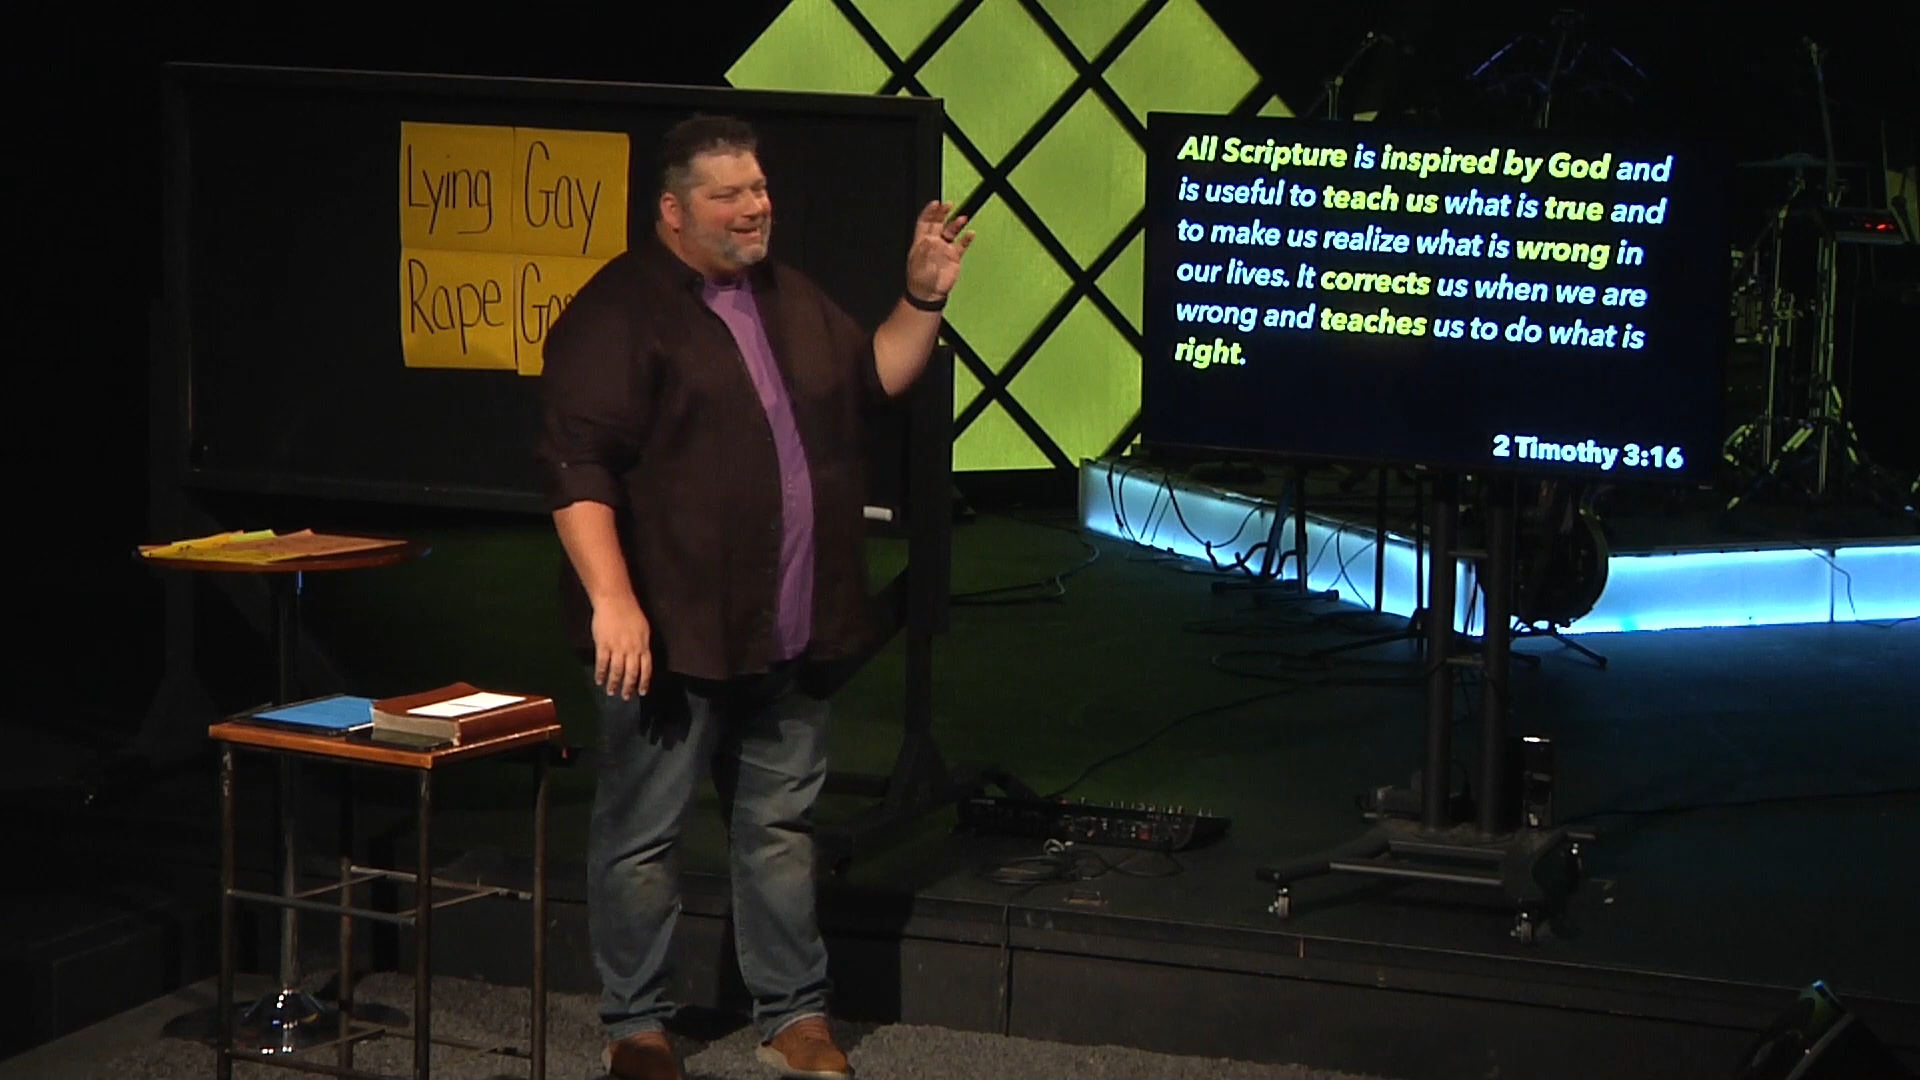 Lying Gay
Rape
All Scripture is inspired by God and
is useful to teach us what is true and
to make us realize what is wrong in
our lives. It corrects us when we are
wrong and teaches us to do what is
right.
2 Timothy 3:16